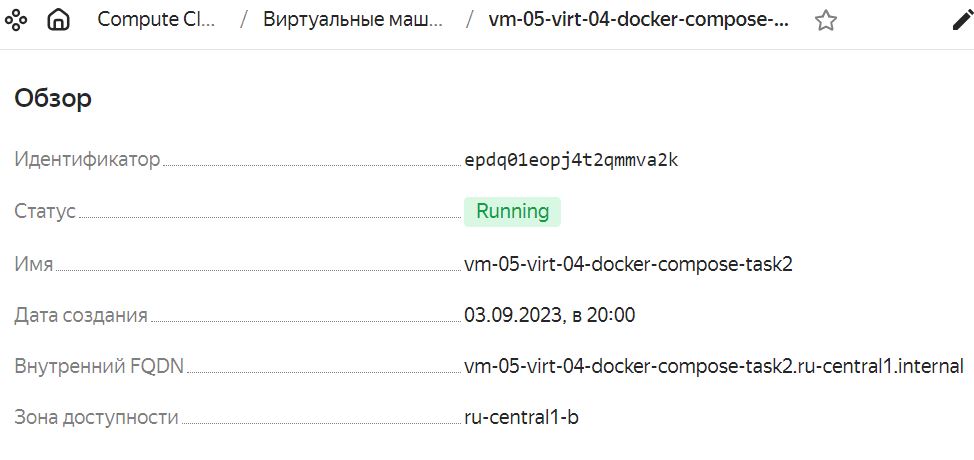 Compute Cl... / Виртуальные маш... / vm-05-virt-04-docker-compose-...
Обзор
Идентификатор epdq01eopj4t2qmmva2k
Статус Running
Имя vm-05-virt-04-docker-compose-task2
Дата создания 03.09.2023, в 20:00
Внутренний FQDN vm-05-virt-04-docker-compose-task2.ru-central1.internal
Зона доступности ru-central1-b